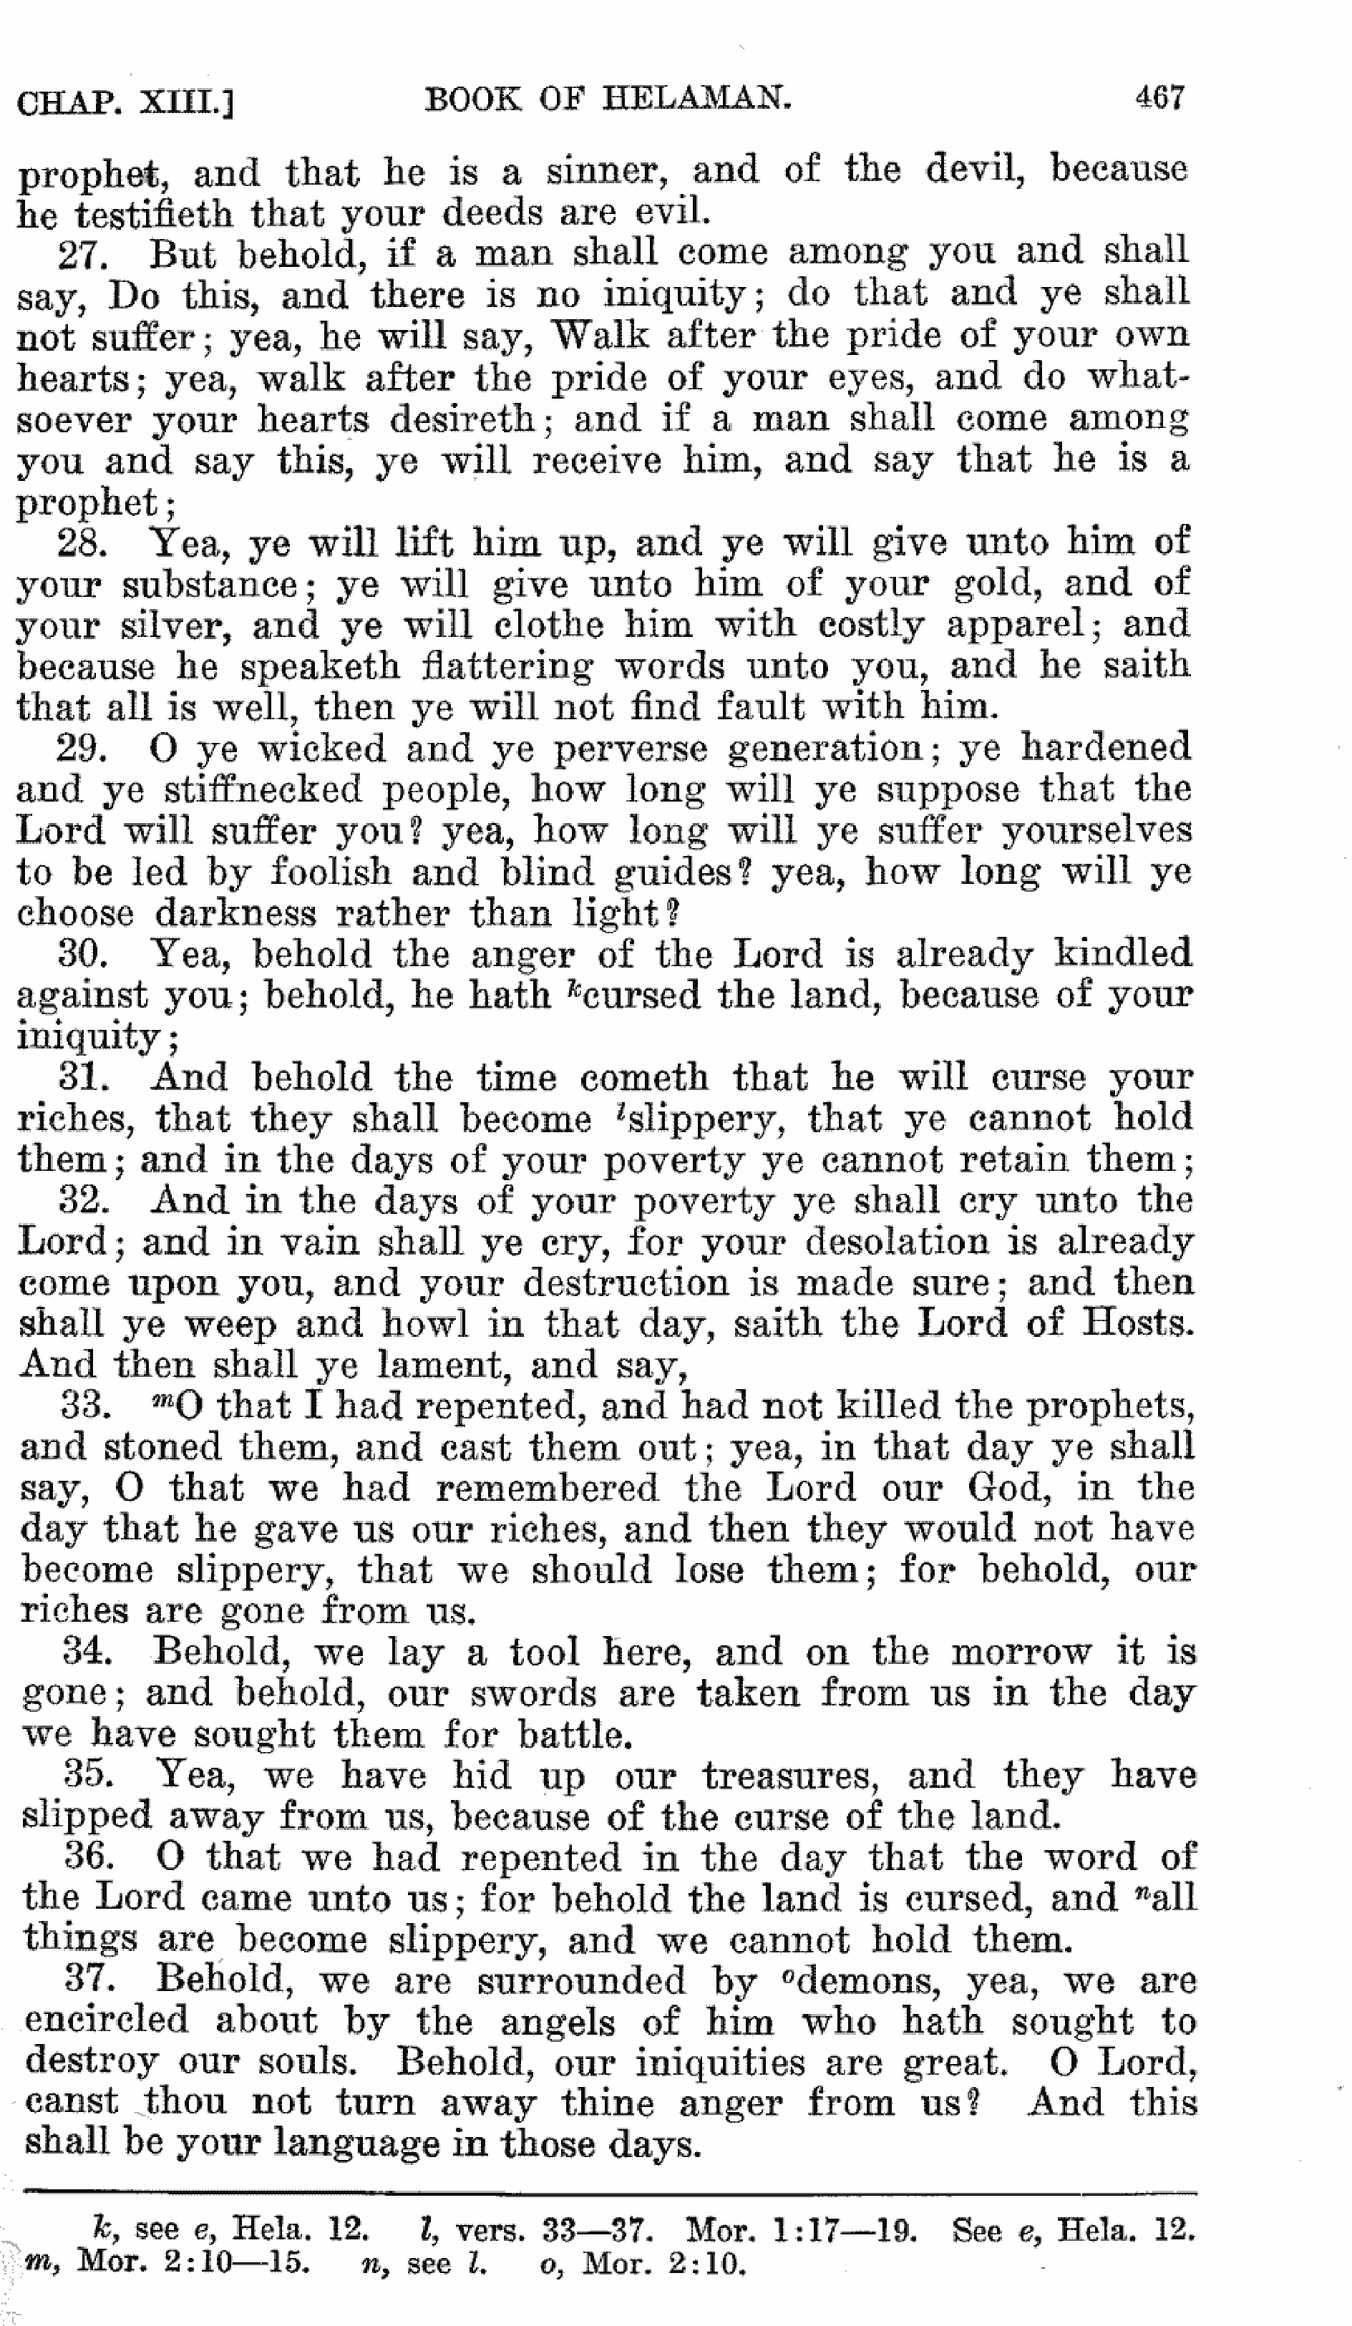 CHAP. XIII.] BOOK OF HELAMAN. 467
prophet, and that he is a sinner, and of the devil, because
he testifieth that your deeds are evil.
27. But behold, if a man shall come among you and shall
say, Do this, and there is no iniquity; do that and ye shall
not suffer; yea, he will say, Walk after the pride of your own
hearts; yea, walk after the pride of your eyes, and do what-
soever your hearts desireth; and if a man shall come among
you and say this, ye will receive him, and say that he is a
prophet;
28. Yea, ye will lift him up, and ye will give unto him of
your substance; ye will give unto him of your gold, and of
your silver, and ye will clothe him with costly apparel; and
because he speaketh flattering words unto you, and he saith
that all is well, then ye will not find fault with him.
29. O ye wicked and ye perverse generation; ye hardened
and ye stiffnecked people, how long will ye suppose that the
Lord will suffer you? yea, how long will ye suffer yourselves
to be led by foolish and blind guides? yea, how long will ye
choose darkness rather than light?
30. Yea, behold the anger of the Lord is already kindled
against you; behold, he hath kcursed the land, because of your
iniquity;
31. And behold the time cometh that he will curse your
riches, that they shall become lslippery, that ye cannot hold
them; and in the days of your poverty ye cannot retain them;
32. And in the days of your poverty ye shall cry unto the
Lord; and in vain shall ye cry, for your desolation is already
come upon you, and your destruction is made sure; and then
shall ye weep and howl in that day, saith the Lord of Hosts.
And then shall ye lament, and say,
33. mO that I had repented, and had not killed the prophets,
and stoned them, and cast them out; yea, in that day ye shall
say, O that we had remembered the Lord our God, in the
day that he gave us our riches, and then they would not have
become slippery, that we should lose them; for behold, our
riches are gone from us.
34. Behold, we lay a tool here, and on the morrow it is
gone; and behold, our swords are taken from us in the day
we have sought them for battle.
35. Yea, we have hid up our treasures, and they have
slipped away from us, because of the curse of the land.
36. O that we had repented in the day that the word of
the Lord came unto us; for behold the land is cursed, and nall
things are become slippery, and we cannot hold them.
37. Behold, we are surrounded by odemons, yea, we are
encircled about by the angels of him who hath sought to
destroy our souls. Behold, our iniquities are great. O Lord,
canst thou not turn away thine anger from us? And this
shall be your language in those days.
k, see e, Hela. 12. l, vers. 33—37. Mor. 1:17—19. See e, Hela. 12.
m, Mor. 2:10—15. n, see l. o, Mor. 2:10.